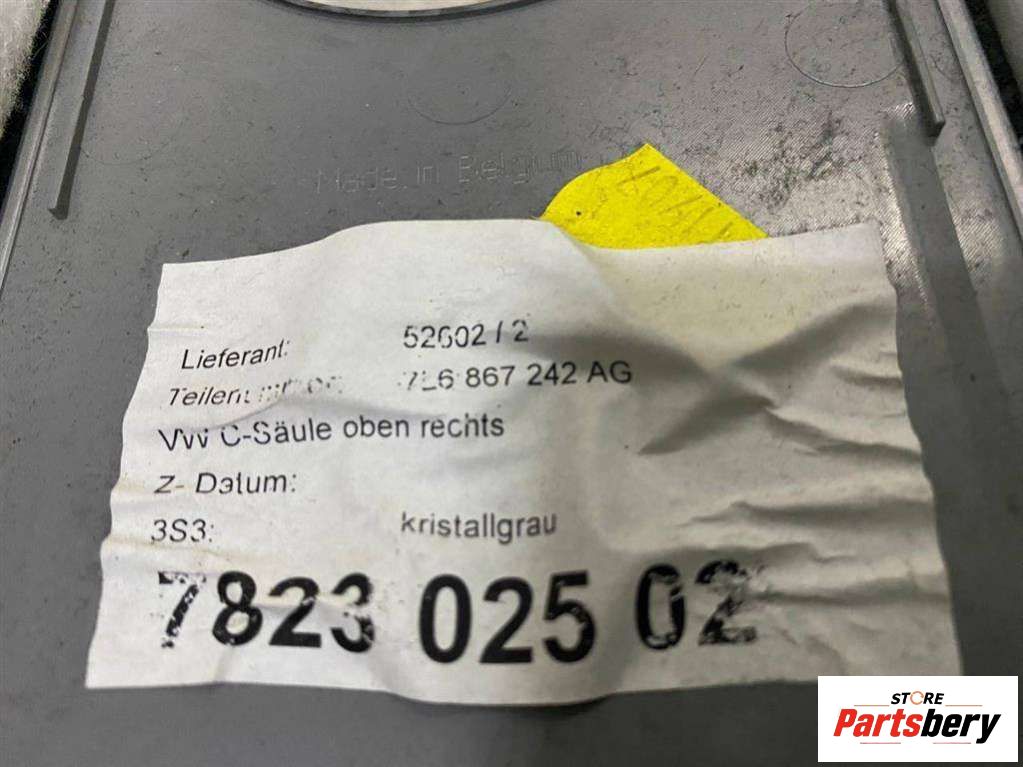 Made in Belgium
Lieferant: 52602 / 2
7L6 867 242 AG
VW C-Säule oben rechts
Z- Datum:
3S3: kristallgrau
7823 025 02
STORE
Partsbery